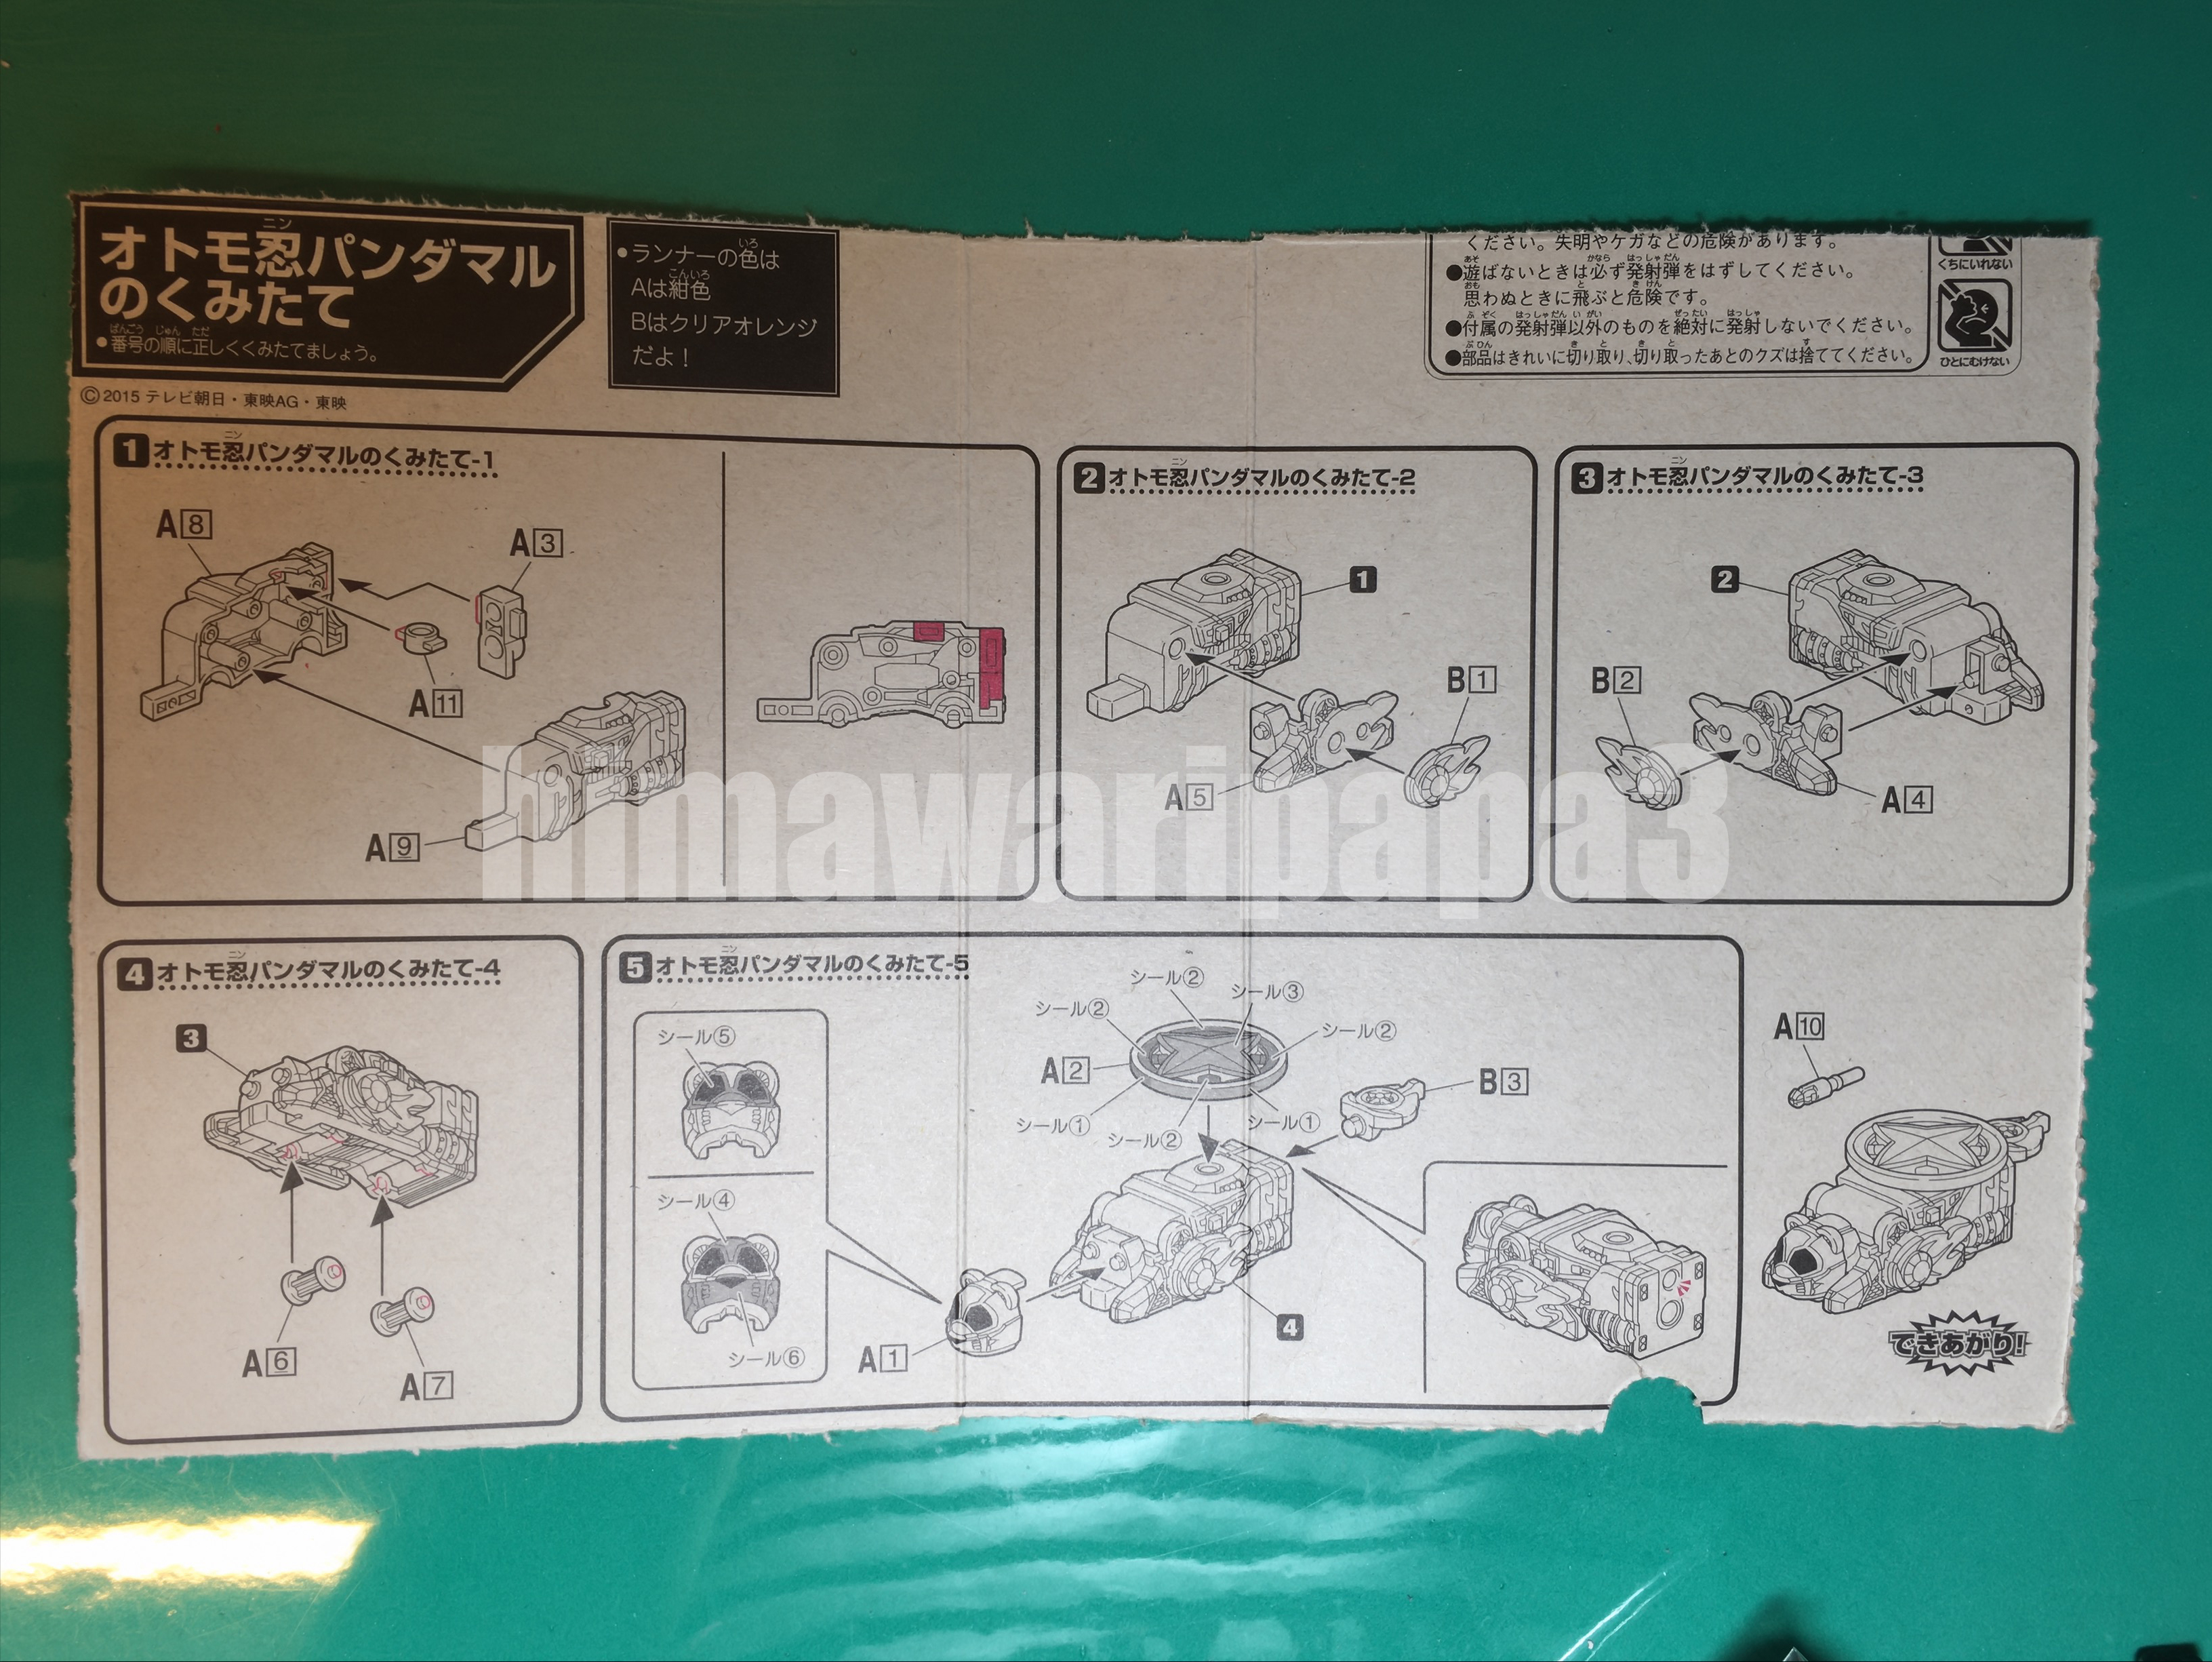 オトモ忍パンダマル
のくみたて
●番号の順に正しくくみたてましょう。
©2015 テレビ朝日・東映AG・東映
●ランナーの色は
Aは紺色
Bはクリアオレンジ
だよ！
ください。失明やケガなどの危険があります。
●遊ばないときは必ず発射弾をはずしてください。
思わぬときに飛ぶと危険です。
●付属の発射弾以外のものを絶対に発射しないでください。
●部品はきれいに切り取り、切り取ったあとのクズは捨ててください。
くちにいれない
ひとにむけない
1 オトモ忍パンダマルのくみたて-1
A8
A3
A11
A9
2 オトモ忍パンダマルのくみたて-2
1
B1
A5
3 オトモ忍パンダマルのくみたて-3
2
B2
A4
himawaripapa3
4 オトモ忍パンダマルのくみたて-4
3
A6
A7
5 オトモ忍パンダマルのくみたて-5
シール⑤
シール④
シール⑥
シール②
シール③
シール②
シール②
A2
B3
シール①
シール②
シール①
A1
4
A10
できあがり！